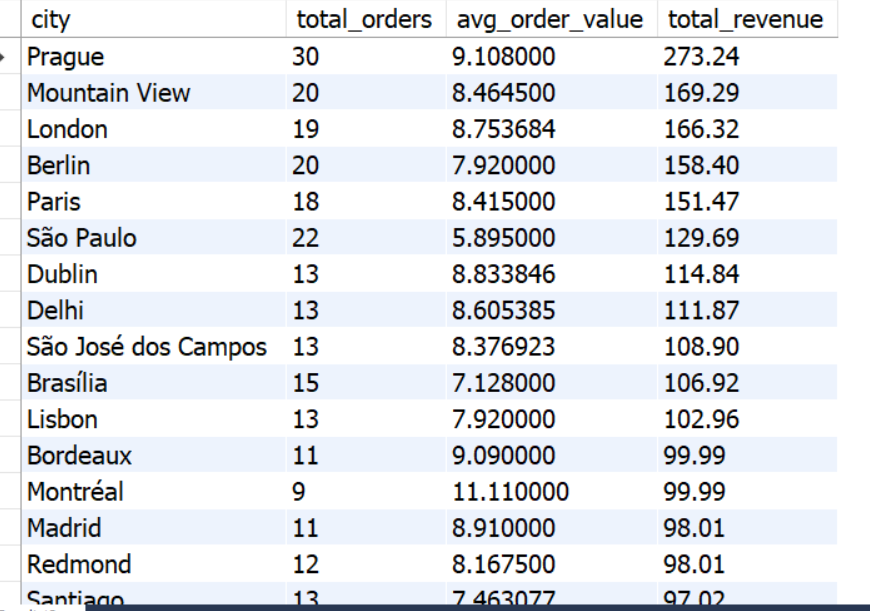 city total_orders avg_order_value total_revenue
Prague 30 9.108000 273.24
Mountain View 20 8.464500 169.29
London 19 8.753684 166.32
Berlin 20 7.920000 158.40
Paris 18 8.415000 151.47
São Paulo 22 5.895000 129.69
Dublin 13 8.833846 114.84
Delhi 13 8.605385 111.87
São José dos Campos 13 8.376923 108.90
Brasília 15 7.128000 106.92
Lisbon 13 7.920000 102.96
Bordeaux 11 9.090000 99.99
Montréal 9 11.110000 99.99
Madrid 11 8.910000 98.01
Redmond 12 8.167500 98.01
Santiago 13 7.463077 97.02